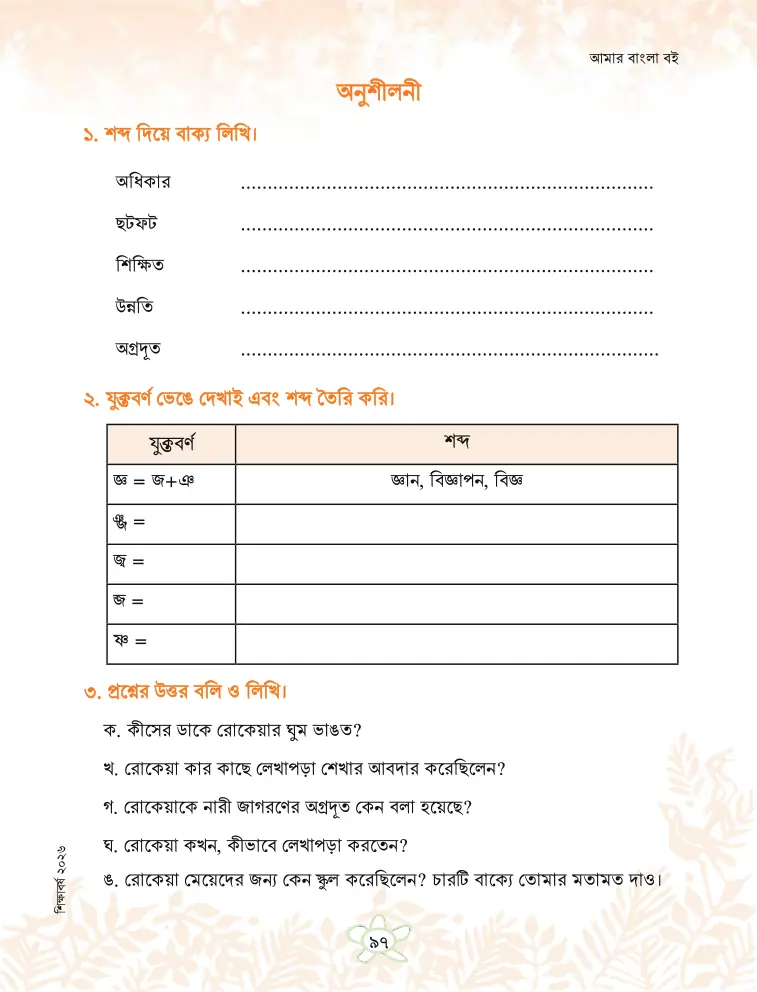 আমার বাংলা বই
অনুশীলনী
১. শব্দ দিয়ে বাক্য লিখি।
অধিকার ............................................................................
ছটফট ............................................................................
শিক্ষিত ............................................................................
উন্নতি ............................................................................
অগ্রদূত .............................................................................
২. যুক্তবর্ণ ভেঙে দেখাই এবং শব্দ তৈরি করি।
যুক্তবর্ণ শব্দ
জ্ঞ = জ+ঞ জ্ঞান, বিজ্ঞাপন, বিজ্ঞ
ঞ্জ =
জ্ব =
ব্জ =
ষ্ণ =
৩. প্রশ্নের উত্তর বলি ও লিখি।
ক. কীসের ডাকে রোকেয়ার ঘুম ভাঙত?
খ. রোকেয়া কার কাছে লেখাপড়া শেখার আবদার করেছিলেন?
গ. রোকেয়াকে নারী জাগরণের অগ্রদূত কেন বলা হয়েছে?
ঘ. রোকেয়া কখন, কীভাবে লেখাপড়া করতেন?
ঙ. রোকেয়া মেয়েদের জন্য কেন স্কুল করেছিলেন? চারটি বাক্যে তোমার মতামত দাও।
শিক্ষাবর্ষ ২০২৬
৯৭